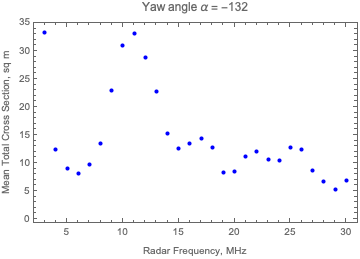 Yaw angle α = −132
Mean Total Cross Section, sq m
35
30
25
20
15
10
5
0
5 10 15 20 25 30
Radar Frequency, MHz